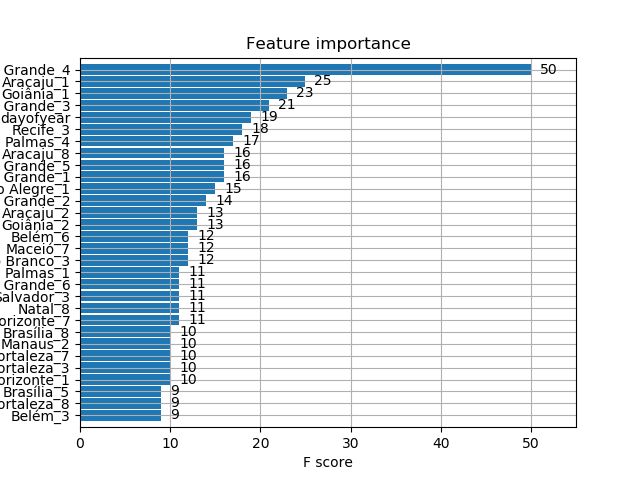 Feature importance
Grande_4 50
Aracaju_1 25
Goiânia_1 23
Grande_3 21
dayofyear 19
Recife_3 18
Palmas_4 17
Aracaju_8 16
Grande_5 16
Grande_1 16
o Alegre_1 15
Grande_2 14
Aracaju_2 13
Goiânia_2 13
Belém_6 12
Maceió_7 12
Branco_3 12
Palmas_1 11
Grande_6 11
Salvador_3 11
Natal_8 11
orizonte_7 11
Brasília_8 10
Manaus_2 10
ortaleza_7 10
ortaleza_3 10
orizonte_1 10
Brasília_5 9
ortaleza_8 9
Belém_3 9
0 10 20 30 40 50
F score